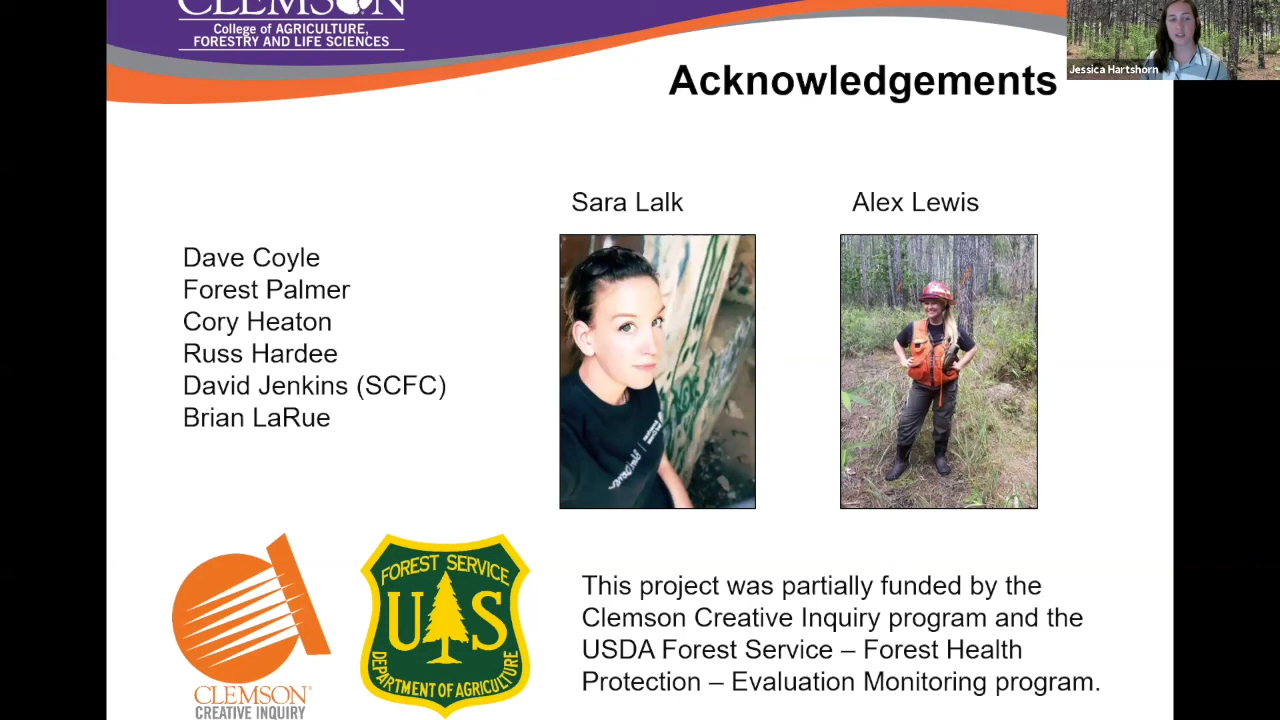 CLEMSON
College of AGRICULTURE,
FORESTRY AND LIFE SCIENCES
Jessica Hartshorn
Acknowledgements
Sara Lalk
Alex Lewis
Dave Coyle
Forest Palmer
Cory Heaton
Russ Hardee
David Jenkins (SCFC)
Brian LaRue
FOREST SERVICE
U S
DEPARTMENT OF AGRICULTURE
CLEMSON®
CREATIVE INQUIRY
This project was partially funded by the
Clemson Creative Inquiry program and the
USDA Forest Service – Forest Health
Protection – Evaluation Monitoring program.